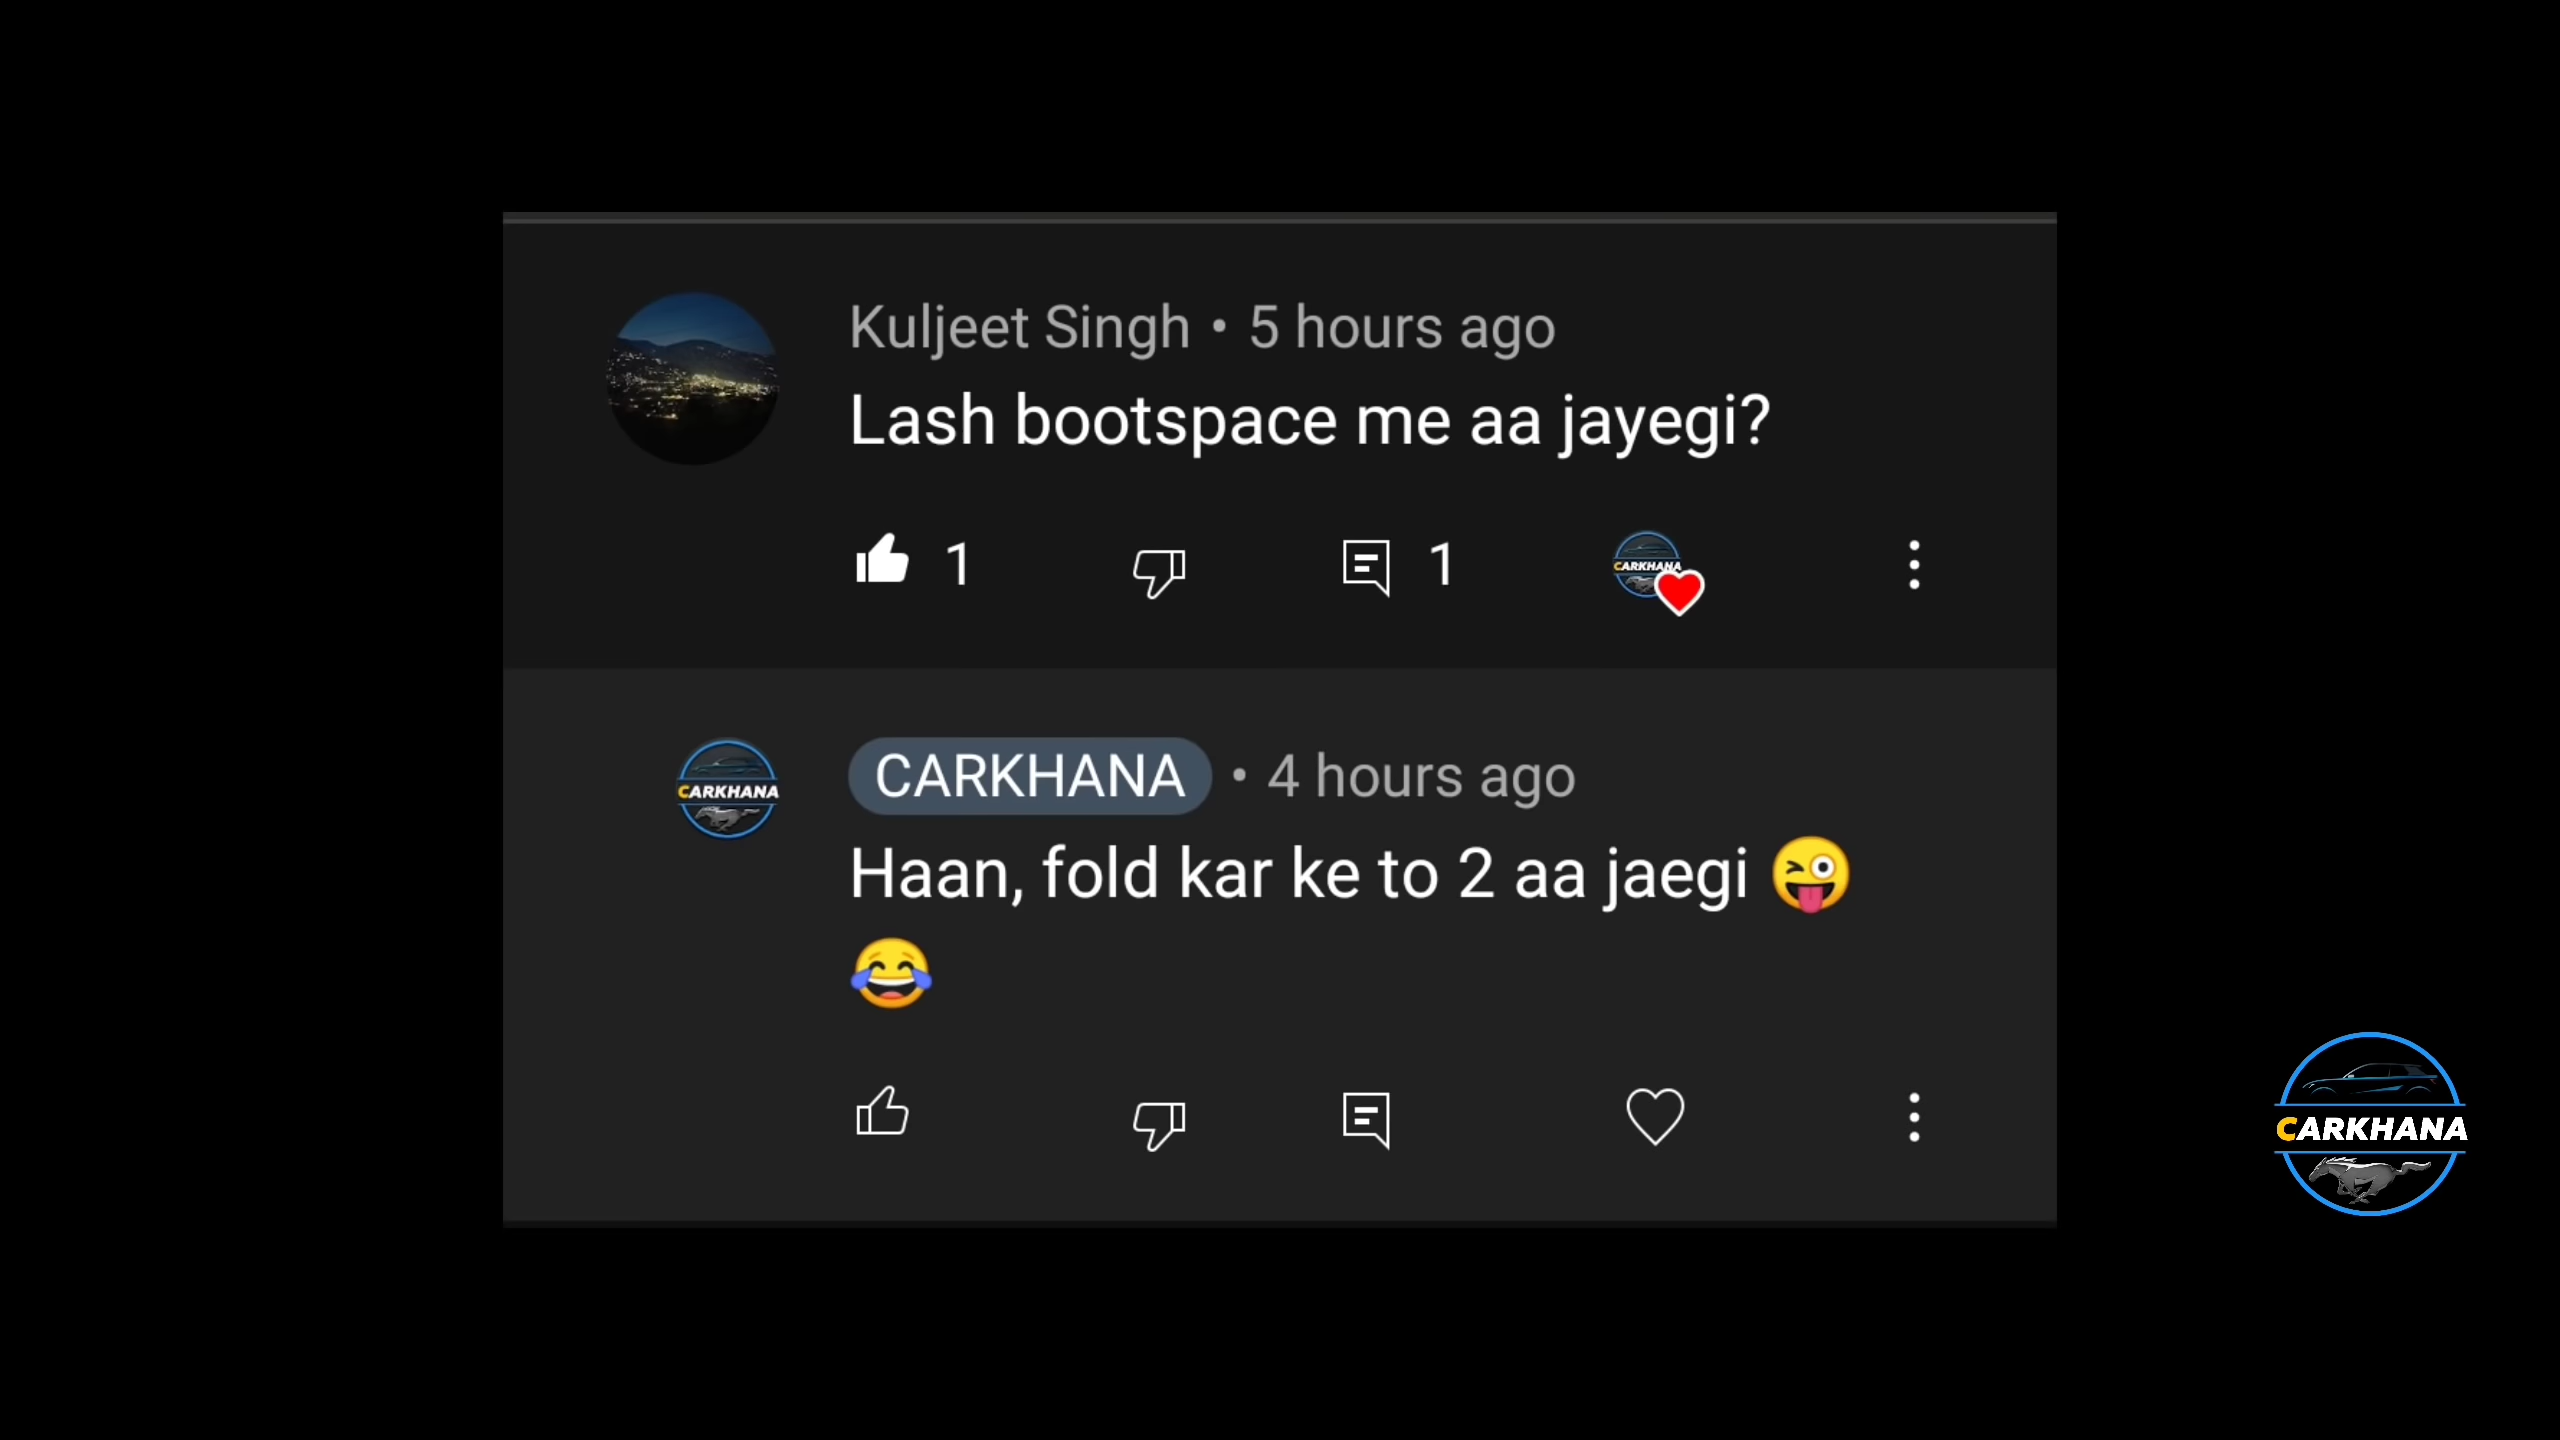 Kuljeet Singh • 5 hours ago
Lash bootspace me aa jayegi?
1 1
CARKHANA
CARKHANA • 4 hours ago
CARKHANA
Haan, fold kar ke to 2 aa jaegi 😜
😂
CARKHANA